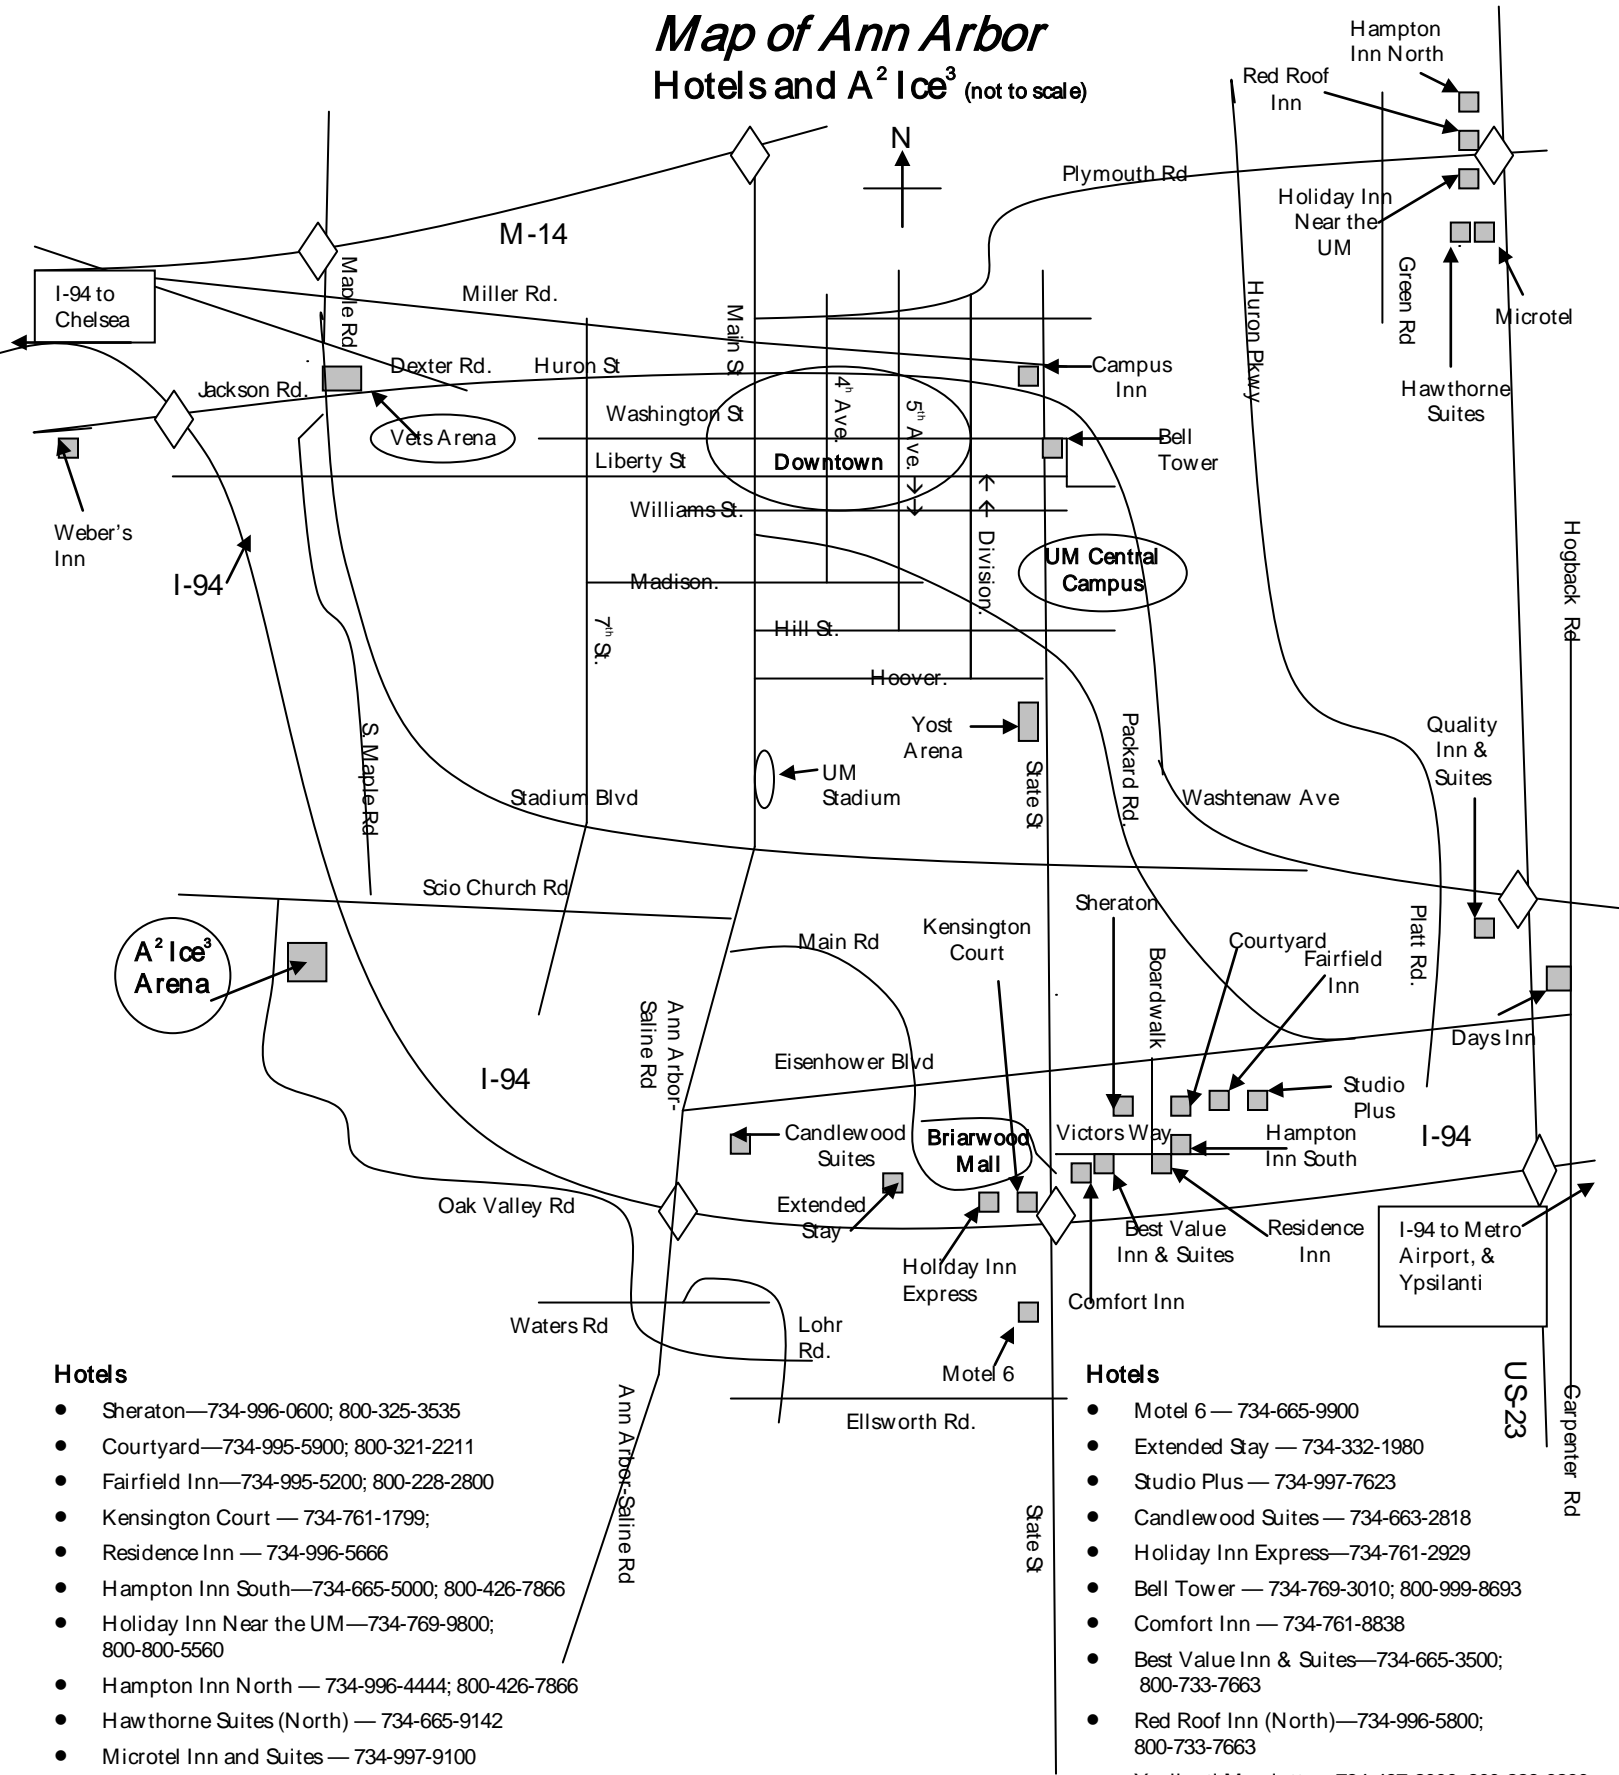 Map of Ann Arbor
Hotels and A² Ice³ (not to scale)
N
Hampton
Inn North
Red Roof
Inn
Plymouth Rd
Holiday Inn
Near the
UM
M-14
I-94 to
Chelsea
Maple Rd
Miller Rd.
Main St
Huron Pkwy
Green Rd
Microtel
Dexter Rd.
Huron St
Campus
Inn
Jackson Rd.
Hawthorne
Suites
Washington St
4th Ave.
5th Ave.
Vets Arena
Bell
Tower
Liberty St
Downtown
Williams St.
Weber's
Inn
Hogback Rd
Division.
UM Central
Campus
I-94
Madison.
7th St.
Hill St.
Hoover.
Yost
Arena
Packard Rd.
Quality
Inn &
Suites
S. Maple Rd
UM
Stadium
State St
Stadium Blvd
Washtenaw Ave
Scio Church Rd
Sheraton
Kensington
Court
Platt Rd.
A² Ice³
Arena
Main Rd
Boardwalk
Courtyard
Fairfield
Inn
Ann Arbor-
Saline Rd
Days Inn
Eisenhower Blvd
I-94
Studio
Plus
Candlewood
Suites
Briarwood
Mall
Victors Way
Hampton
Inn South
I-94
Oak Valley Rd
Extended
Stay
Best Value
Inn & Suites
Residence
Inn
I-94 to Metro
Airport, &
Ypsilanti
Holiday Inn
Express
Comfort Inn
Waters Rd
Lohr
Rd.
Motel 6
US-23
Carpenter Rd
Ellsworth Rd.
Ann Arbor-Saline Rd
State St
Hotels
● Sheraton—734-996-0600; 800-325-3535
● Courtyard—734-995-5900; 800-321-2211
● Fairfield Inn—734-995-5200; 800-228-2800
● Kensington Court — 734-761-1799;
● Residence Inn — 734-996-5666
● Hampton Inn South—734-665-5000; 800-426-7866
● Holiday Inn Near the UM—734-769-9800;
800-800-5560
● Hampton Inn North — 734-996-4444; 800-426-7866
● Hawthorne Suites (North) — 734-665-9142
● Microtel Inn and Suites — 734-997-9100
Hotels
● Motel 6 — 734-665-9900
● Extended Stay — 734-332-1980
● Studio Plus — 734-997-7623
● Candlewood Suites — 734-663-2818
● Holiday Inn Express—734-761-2929
● Bell Tower — 734-769-3010; 800-999-8693
● Comfort Inn — 734-761-8838
● Best Value Inn & Suites—734-665-3500;
800-733-7663
● Red Roof Inn (North)—734-996-5800;
800-733-7663